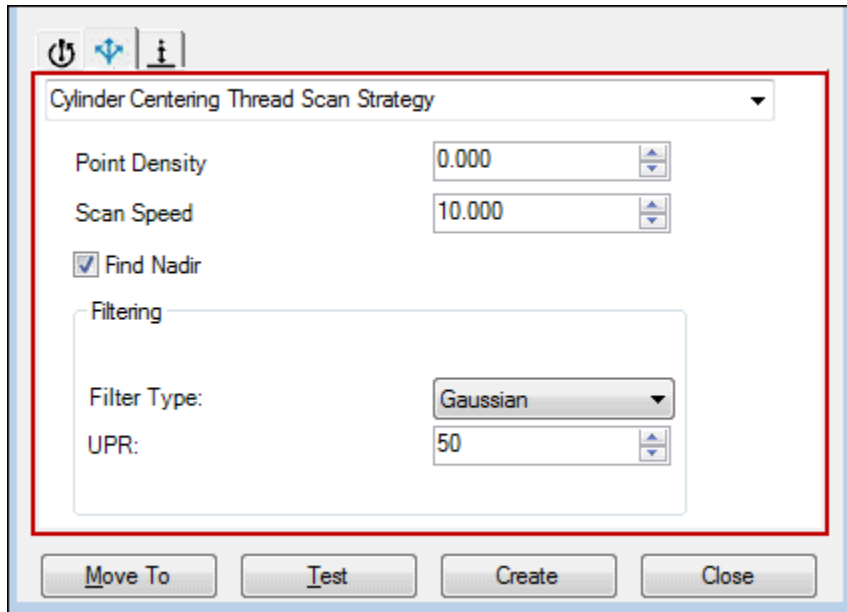 Cylinder Centering Thread Scan Strategy
Point Density 0.000
Scan Speed 10.000
Find Nadir
Filtering
Filter Type: Gaussian
UPR: 50
Move To Test Create Close